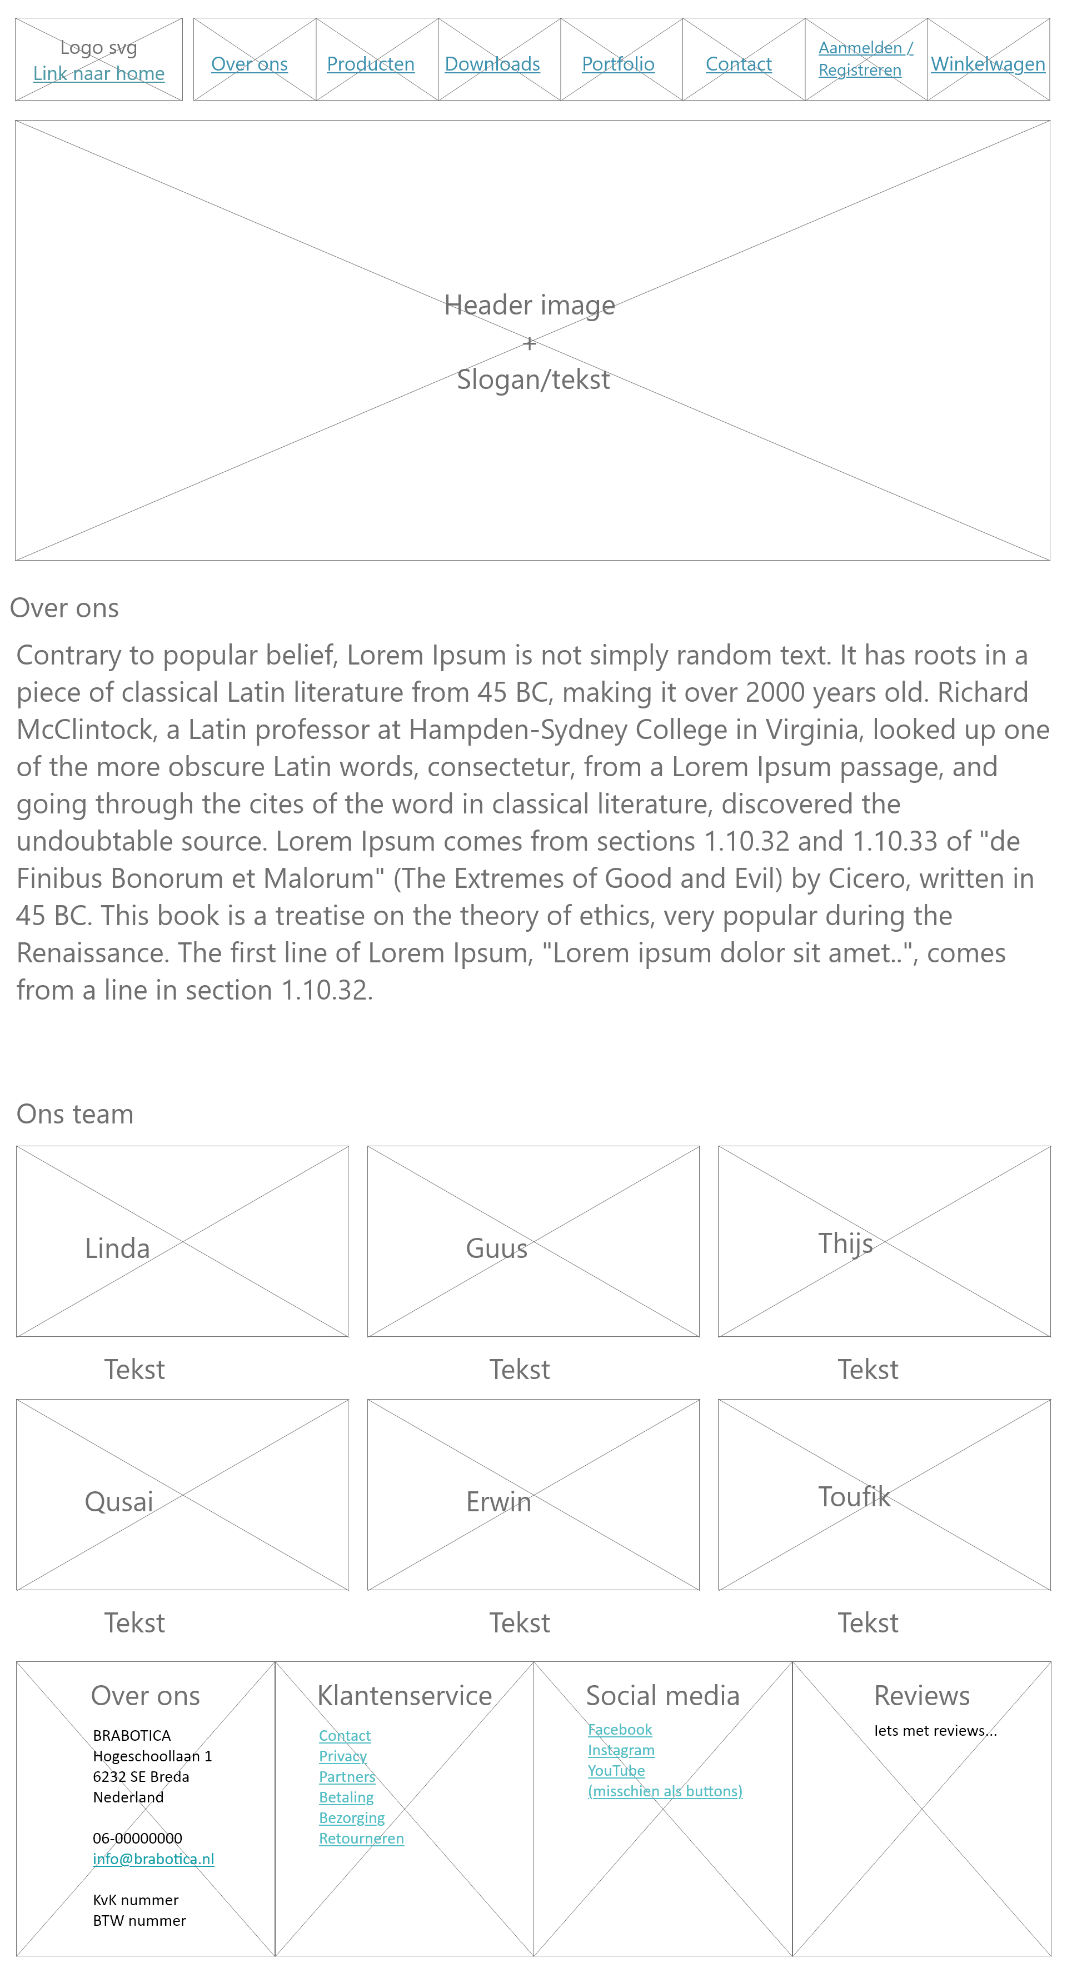 Logo svg
Link naar home
Over ons
Producten
Downloads
Portfolio
Contact
Aanmelden /
Registreren
Winkelwagen
Header image
+
Slogan/tekst
Over ons
Contrary to popular belief, Lorem Ipsum is not simply random text. It has roots in a
piece of classical Latin literature from 45 BC, making it over 2000 years old. Richard
McClintock, a Latin professor at Hampden-Sydney College in Virginia, looked up one
of the more obscure Latin words, consectetur, from a Lorem Ipsum passage, and
going through the cites of the word in classical literature, discovered the
undoubtable source. Lorem Ipsum comes from sections 1.10.32 and 1.10.33 of "de
Finibus Bonorum et Malorum" (The Extremes of Good and Evil) by Cicero, written in
45 BC. This book is a treatise on the theory of ethics, very popular during the
Renaissance. The first line of Lorem Ipsum, "Lorem ipsum dolor sit amet..", comes
from a line in section 1.10.32.
Ons team
Linda
Guus
Thijs
Tekst
Tekst
Tekst
Qusai
Erwin
Toufik
Tekst
Tekst
Tekst
Over ons
BRABOTICA
Hogeschoollaan 1
6232 SE Breda
Nederland
06-00000000
info@brabotica.nl
KvK nummer
BTW nummer
Klantenservice
Contact
Privacy
Partners
Betaling
Bezorging
Retourneren
Social media
Facebook
Instagram
YouTube
(misschien als buttons)
Reviews
Iets met reviews...